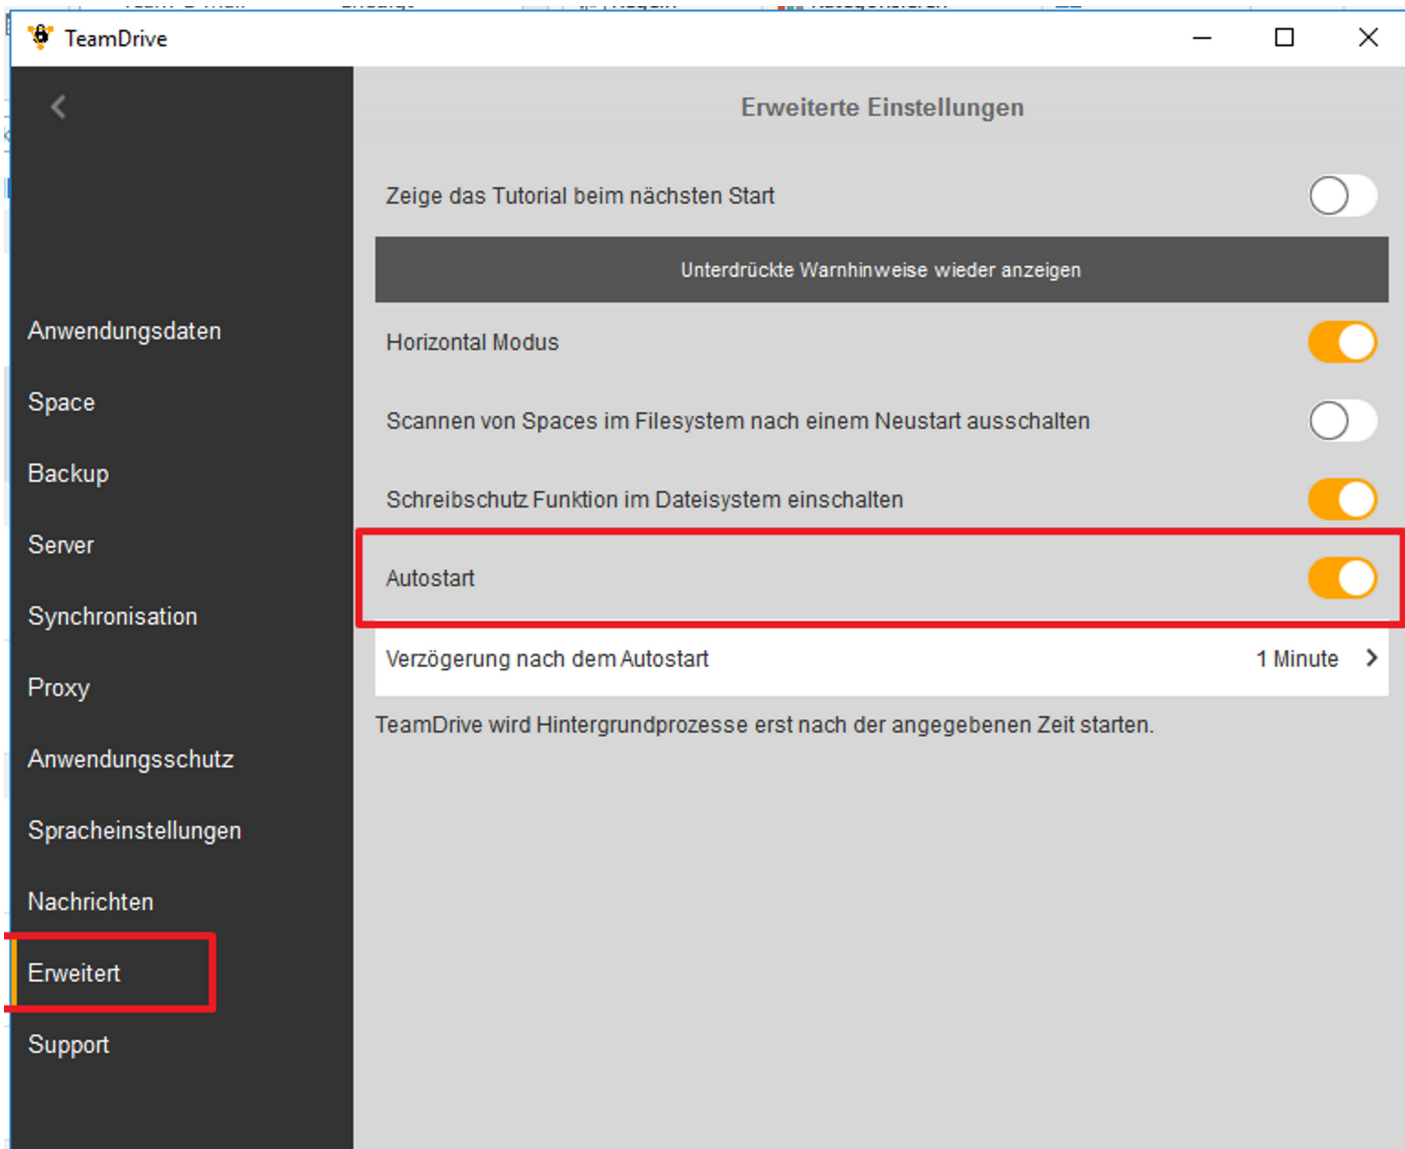 TeamDrive
Erweiterte Einstellungen
Zeige das Tutorial beim nächsten Start
Unterdrückte Warnhinweise wieder anzeigen
Horizontal Modus
Scannen von Spaces im Filesystem nach einem Neustart ausschalten
Schreibschutz Funktion im Dateisystem einschalten
Autostart
Verzögerung nach dem Autostart 1 Minute
TeamDrive wird Hintergrundprozesse erst nach der angegebenen Zeit starten.
Anwendungsdaten
Space
Backup
Server
Synchronisation
Proxy
Anwendungsschutz
Spracheinstellungen
Nachrichten
Erweitert
Support